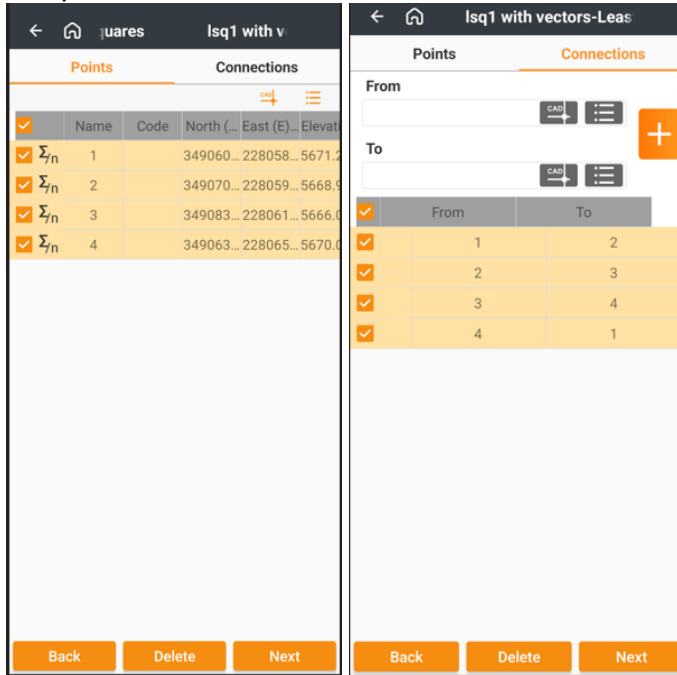 quares lsq1 with v
Points Connections
CAD
Name Code North (... East (E)... Elevati
Σ/n 1 349060... 228058... 5671.2
Σ/n 2 349070... 228059... 5668.9
Σ/n 3 349083... 228061... 5666.0
Σ/n 4 349063... 228065... 5670.0
Back Delete Next
lsq1 with vectors-Leas
Points Connections
From
CAD
To
CAD
From To
1 2
2 3
3 4
4 1
Back Delete Next